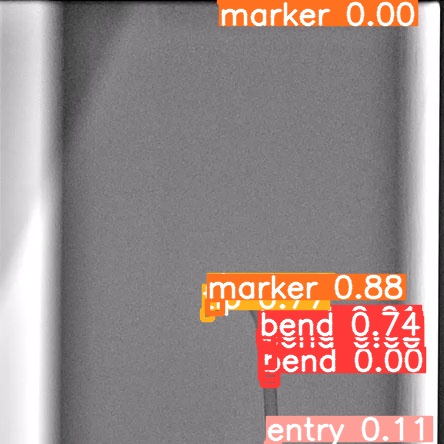 marker 0.00
marker 0.88
bend 0.74
bend 0.00
entry 0.11